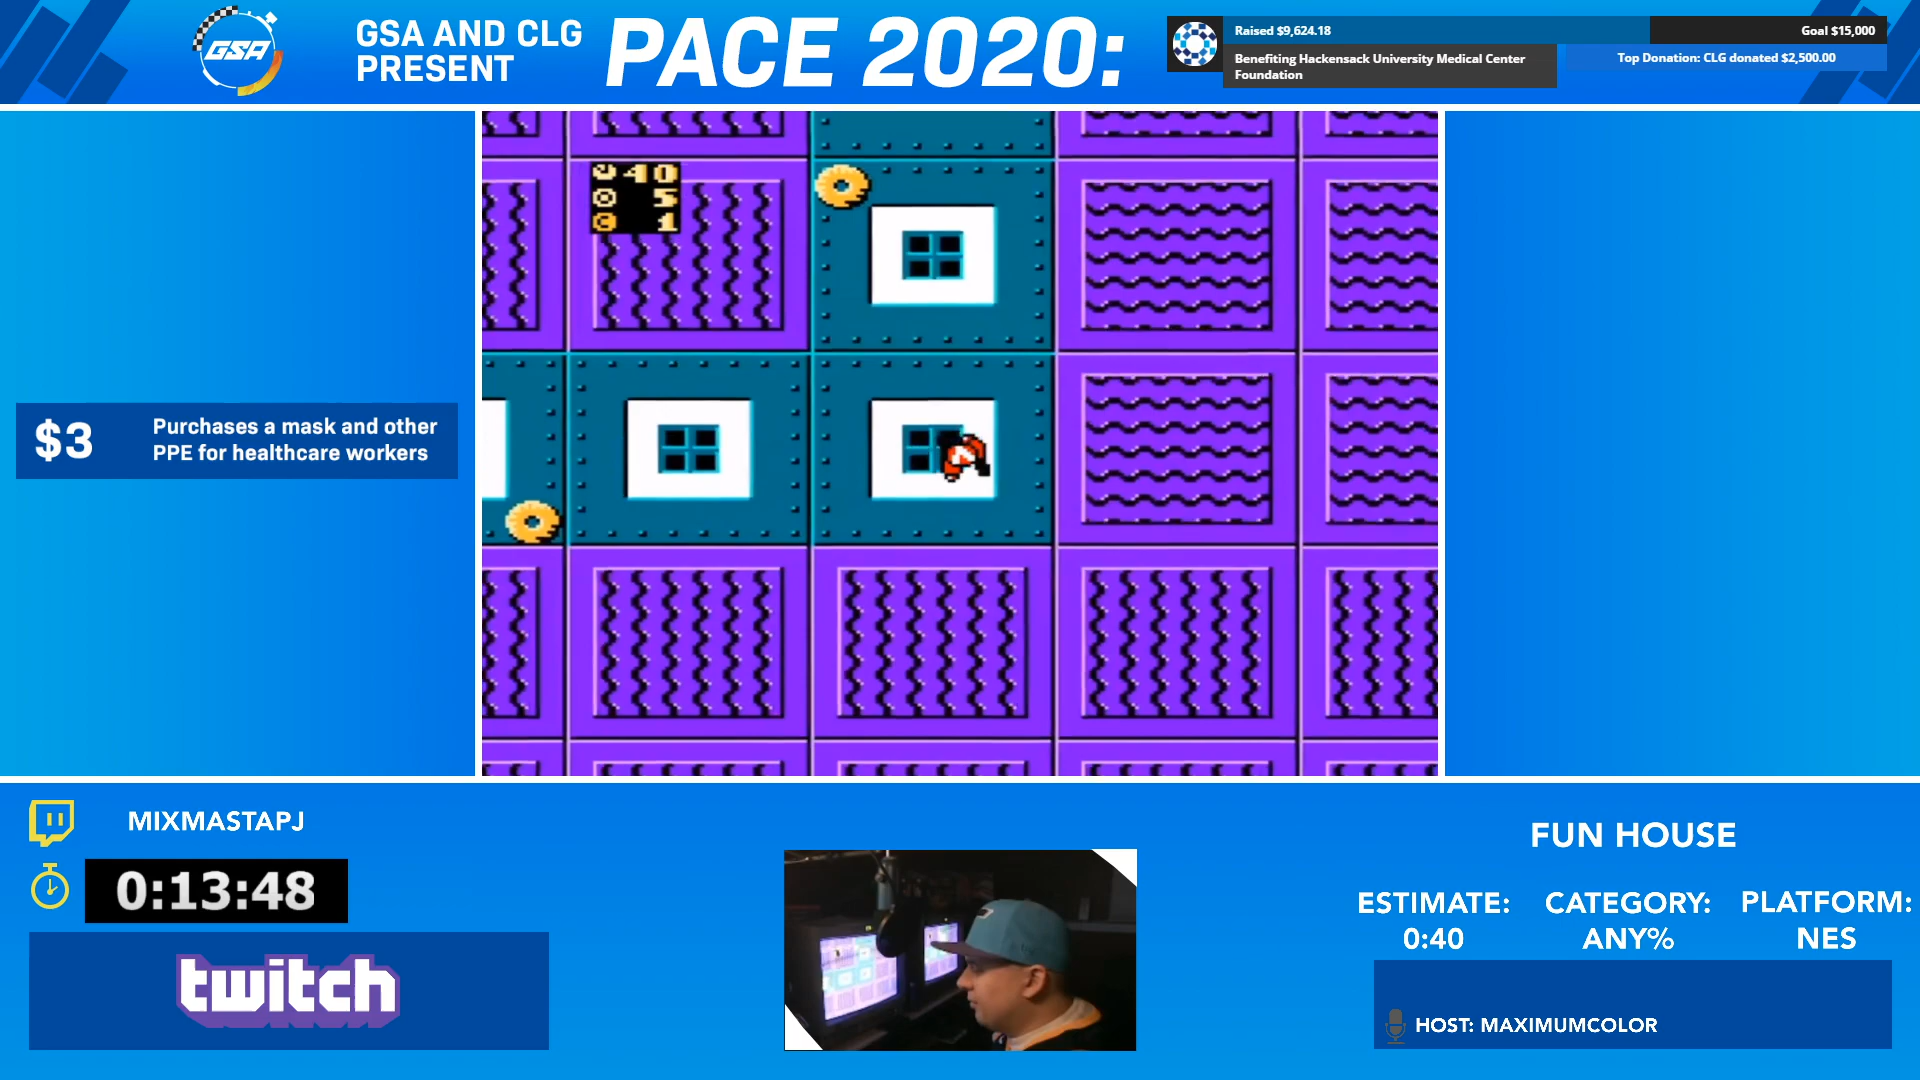 GSA
GSA AND CLG
PRESENT
PACE 2020:
Raised $9,624.18
Goal $15,000
Benefiting Hackensack University Medical Center
Foundation
Top Donation: CLG donated $2,500.00
40
5
C 1
$3
Purchases a mask and other
PPE for healthcare workers
MIXMASTAPJ
0:13:48
twitch
FUN HOUSE
ESTIMATE:
0:40
CATEGORY:
ANY%
PLATFORM:
NES
HOST: MAXIMUMCOLOR